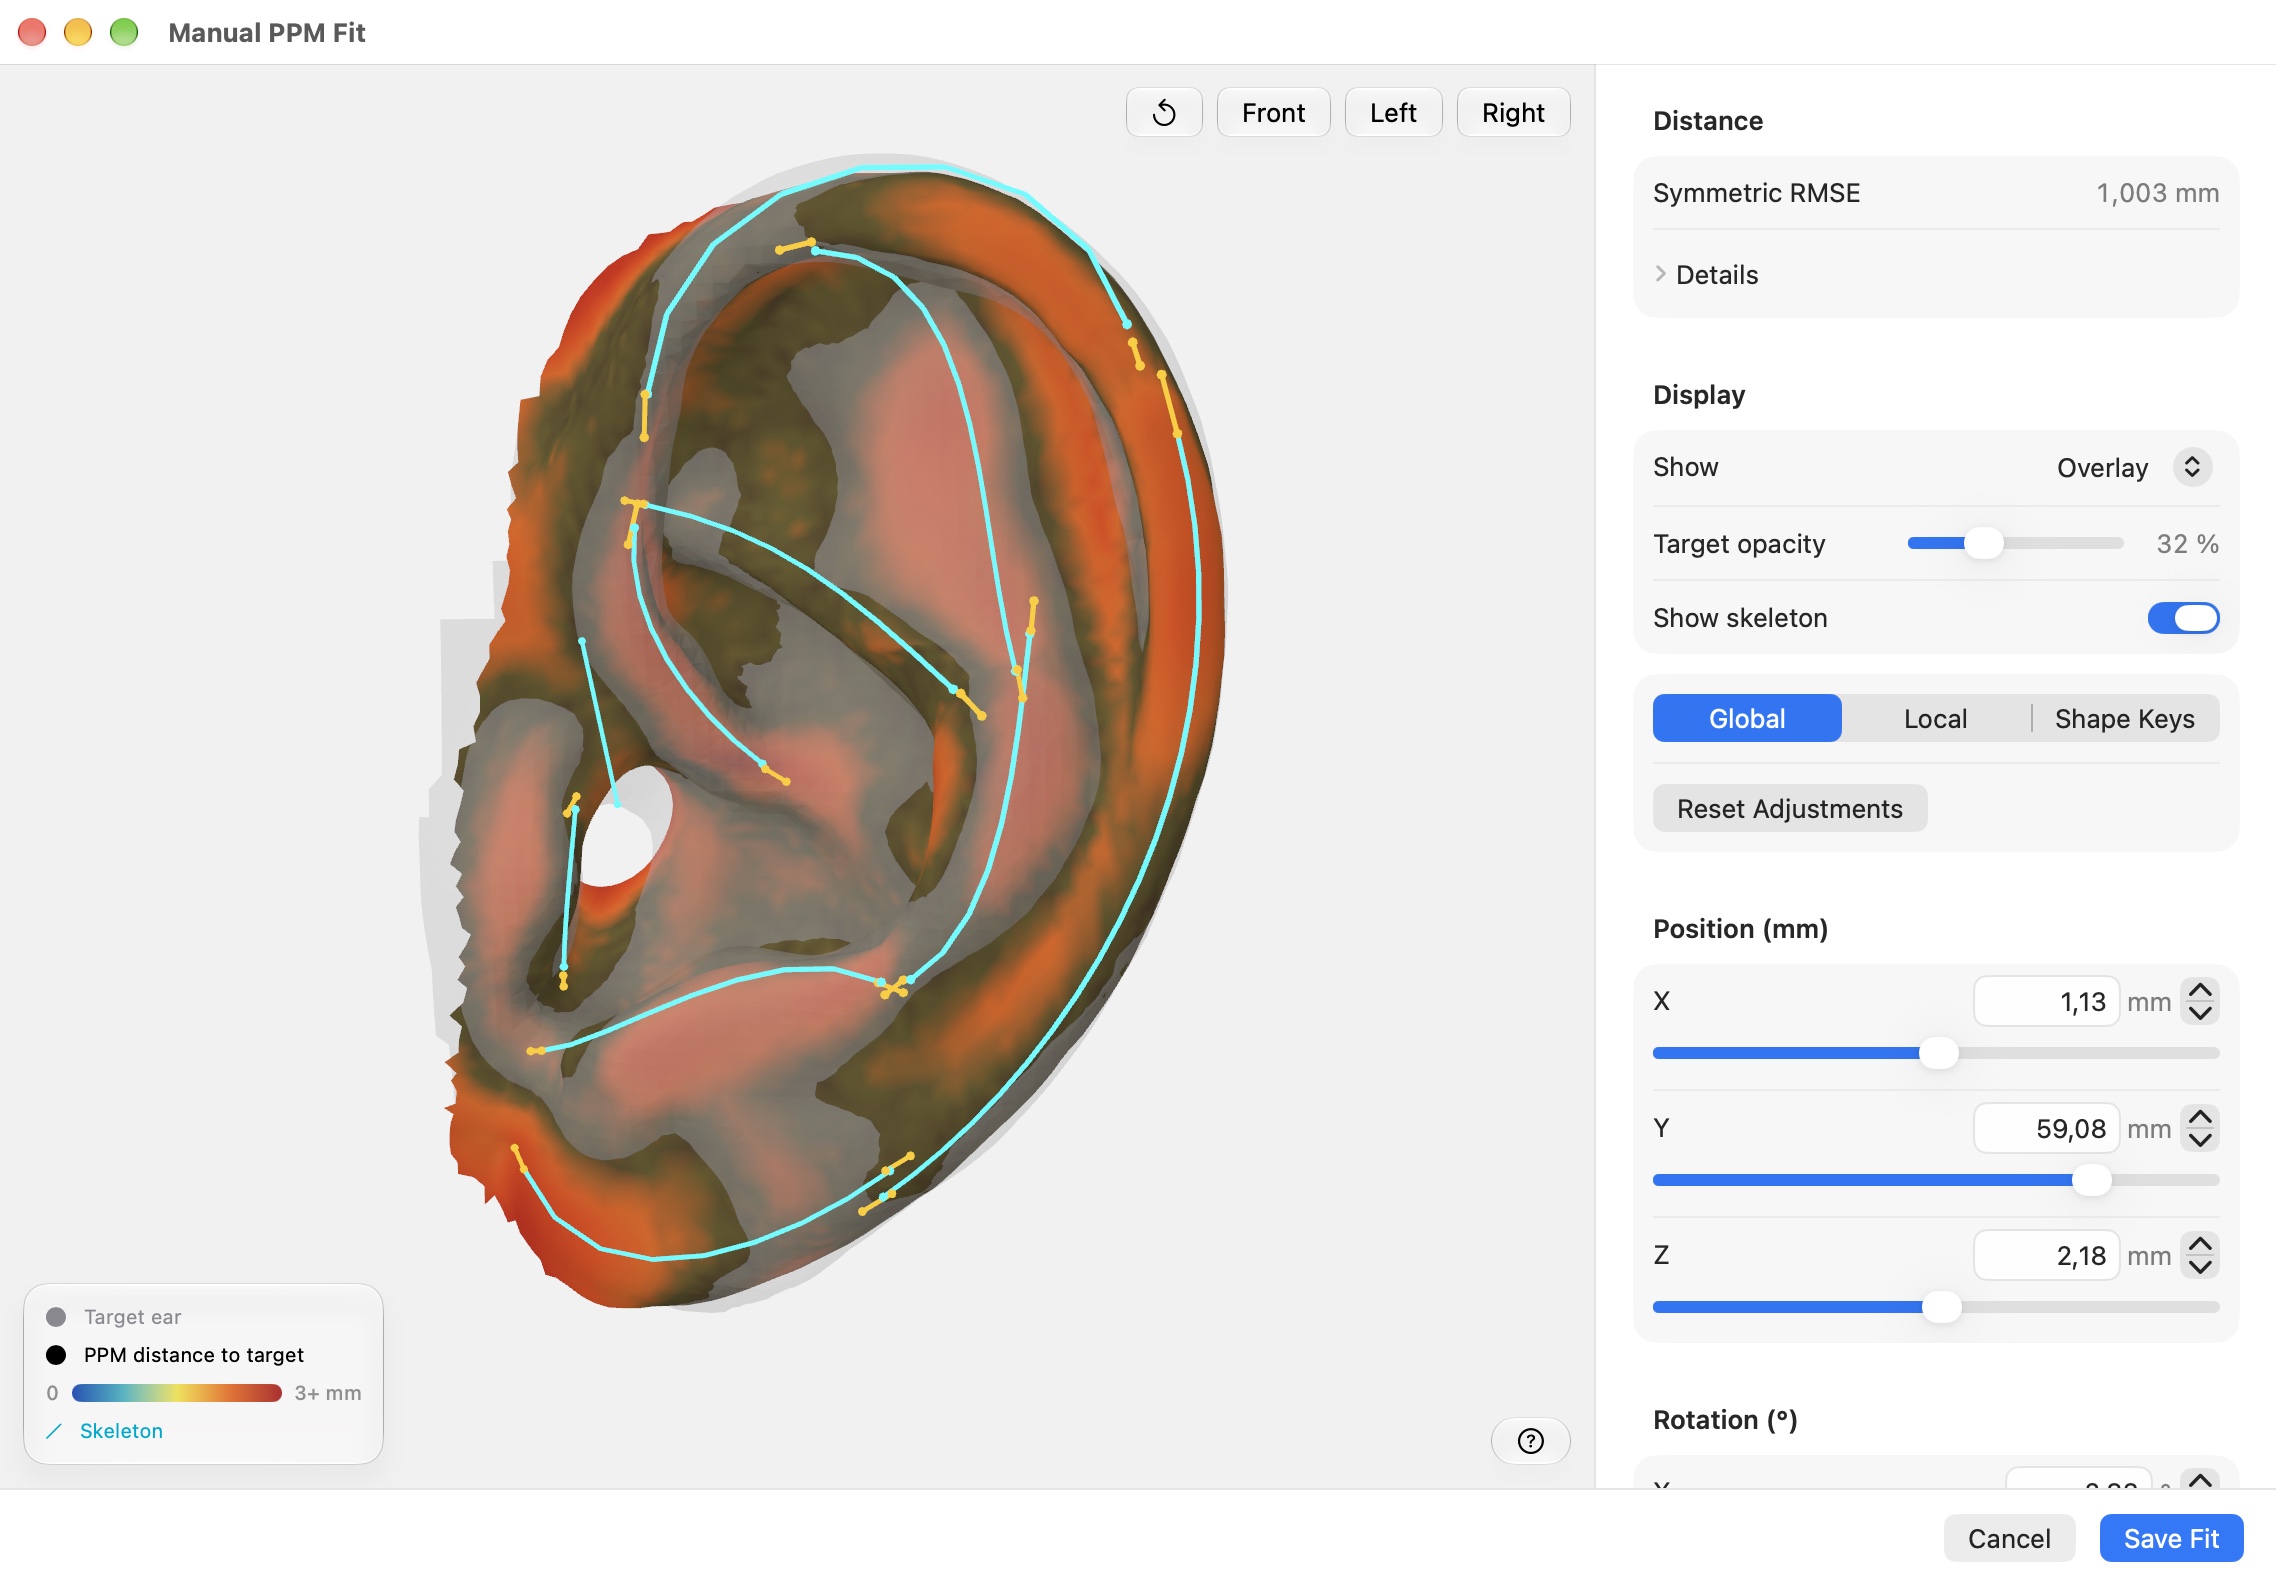 Manual PPM Fit
Front
Left
Right
Distance
Symmetric RMSE 1,003 mm
Details
Display
Show Overlay
Target opacity 32 %
Show skeleton
Global Local Shape Keys
Reset Adjustments
Position (mm)
X 1,13 mm
Y 59,08 mm
Z 2,18 mm
Rotation (°)
Target ear
PPM distance to target
0 3+ mm
Skeleton
?
Cancel
Save Fit